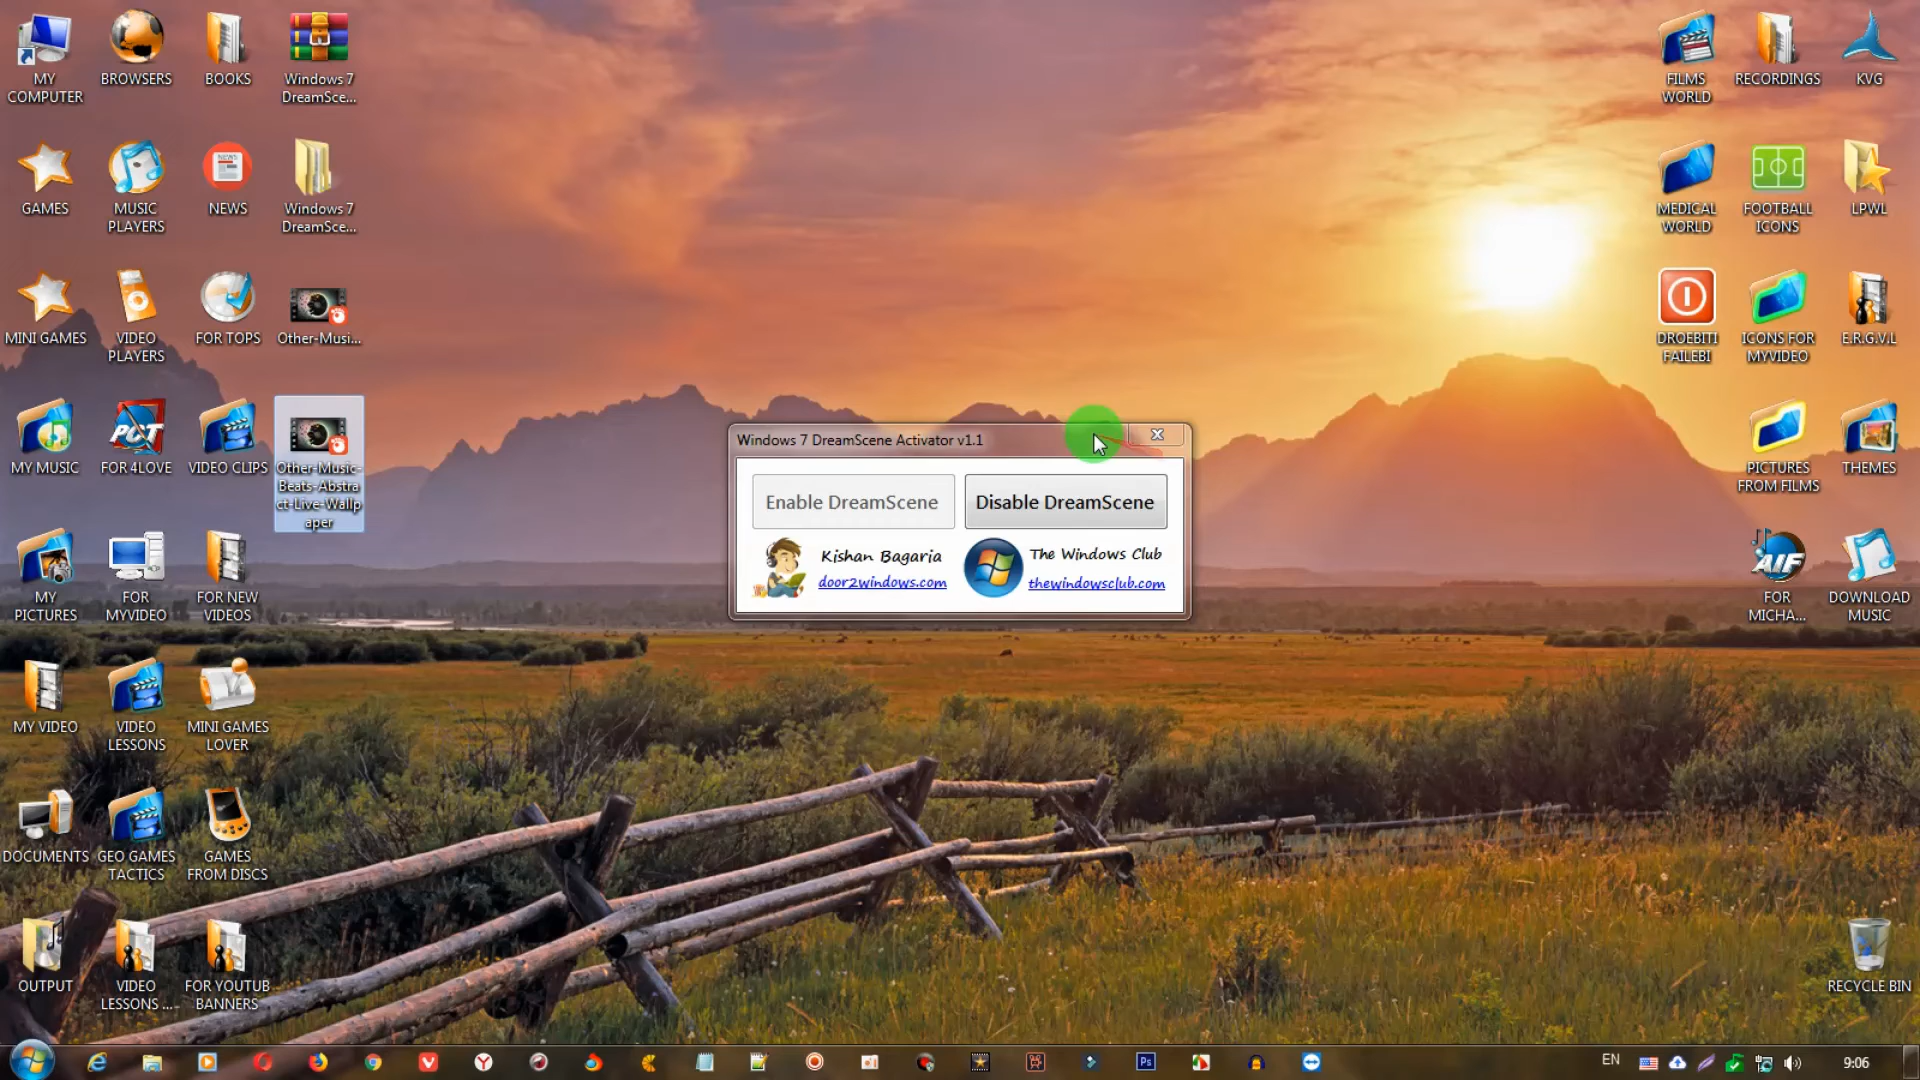 MY
COMPUTER
BROWSERS
BOOKS
Windows 7
DreamSce...
FILMS
WORLD
RECORDINGS
KVG
GAMES
MUSIC
PLAYERS
NEWS
Windows 7
DreamSce...
MEDICAL
WORLD
FOOTBALL
ICONS
LPWL
MINI GAMES
VIDEO
PLAYERS
FOR TOPS
Other-Musi...
DROEBITI
FAILEBI
ICONS FOR
MYVIDEO
E.R.G.V.L
MY MUSIC
PGT
FOR 4LOVE
VIDEO CLIPS
Other-Music-
Beats-Abstra
ct-Live-Wallp
aper
PICTURES
FROM FILMS
THEMES
Windows 7 DreamScene Activator v1.1
Enable DreamScene
Disable DreamScene
Kishan Bagaria
door2windows.com
The Windows Club
thewindowsclub.com
MY
PICTURES
FOR
MYVIDEO
FOR NEW
VIDEOS
AIF
FOR
MICHA...
DOWNLOAD
MUSIC
MY VIDEO
VIDEO
LESSONS
MINI GAMES
LOVER
DOCUMENTS
GEO GAMES
TACTICS
GAMES
FROM DISCS
OUTPUT
VIDEO
LESSONS ...
FOR YOUTUB
BANNERS
RECYCLE BIN
Ps
EN
9:06